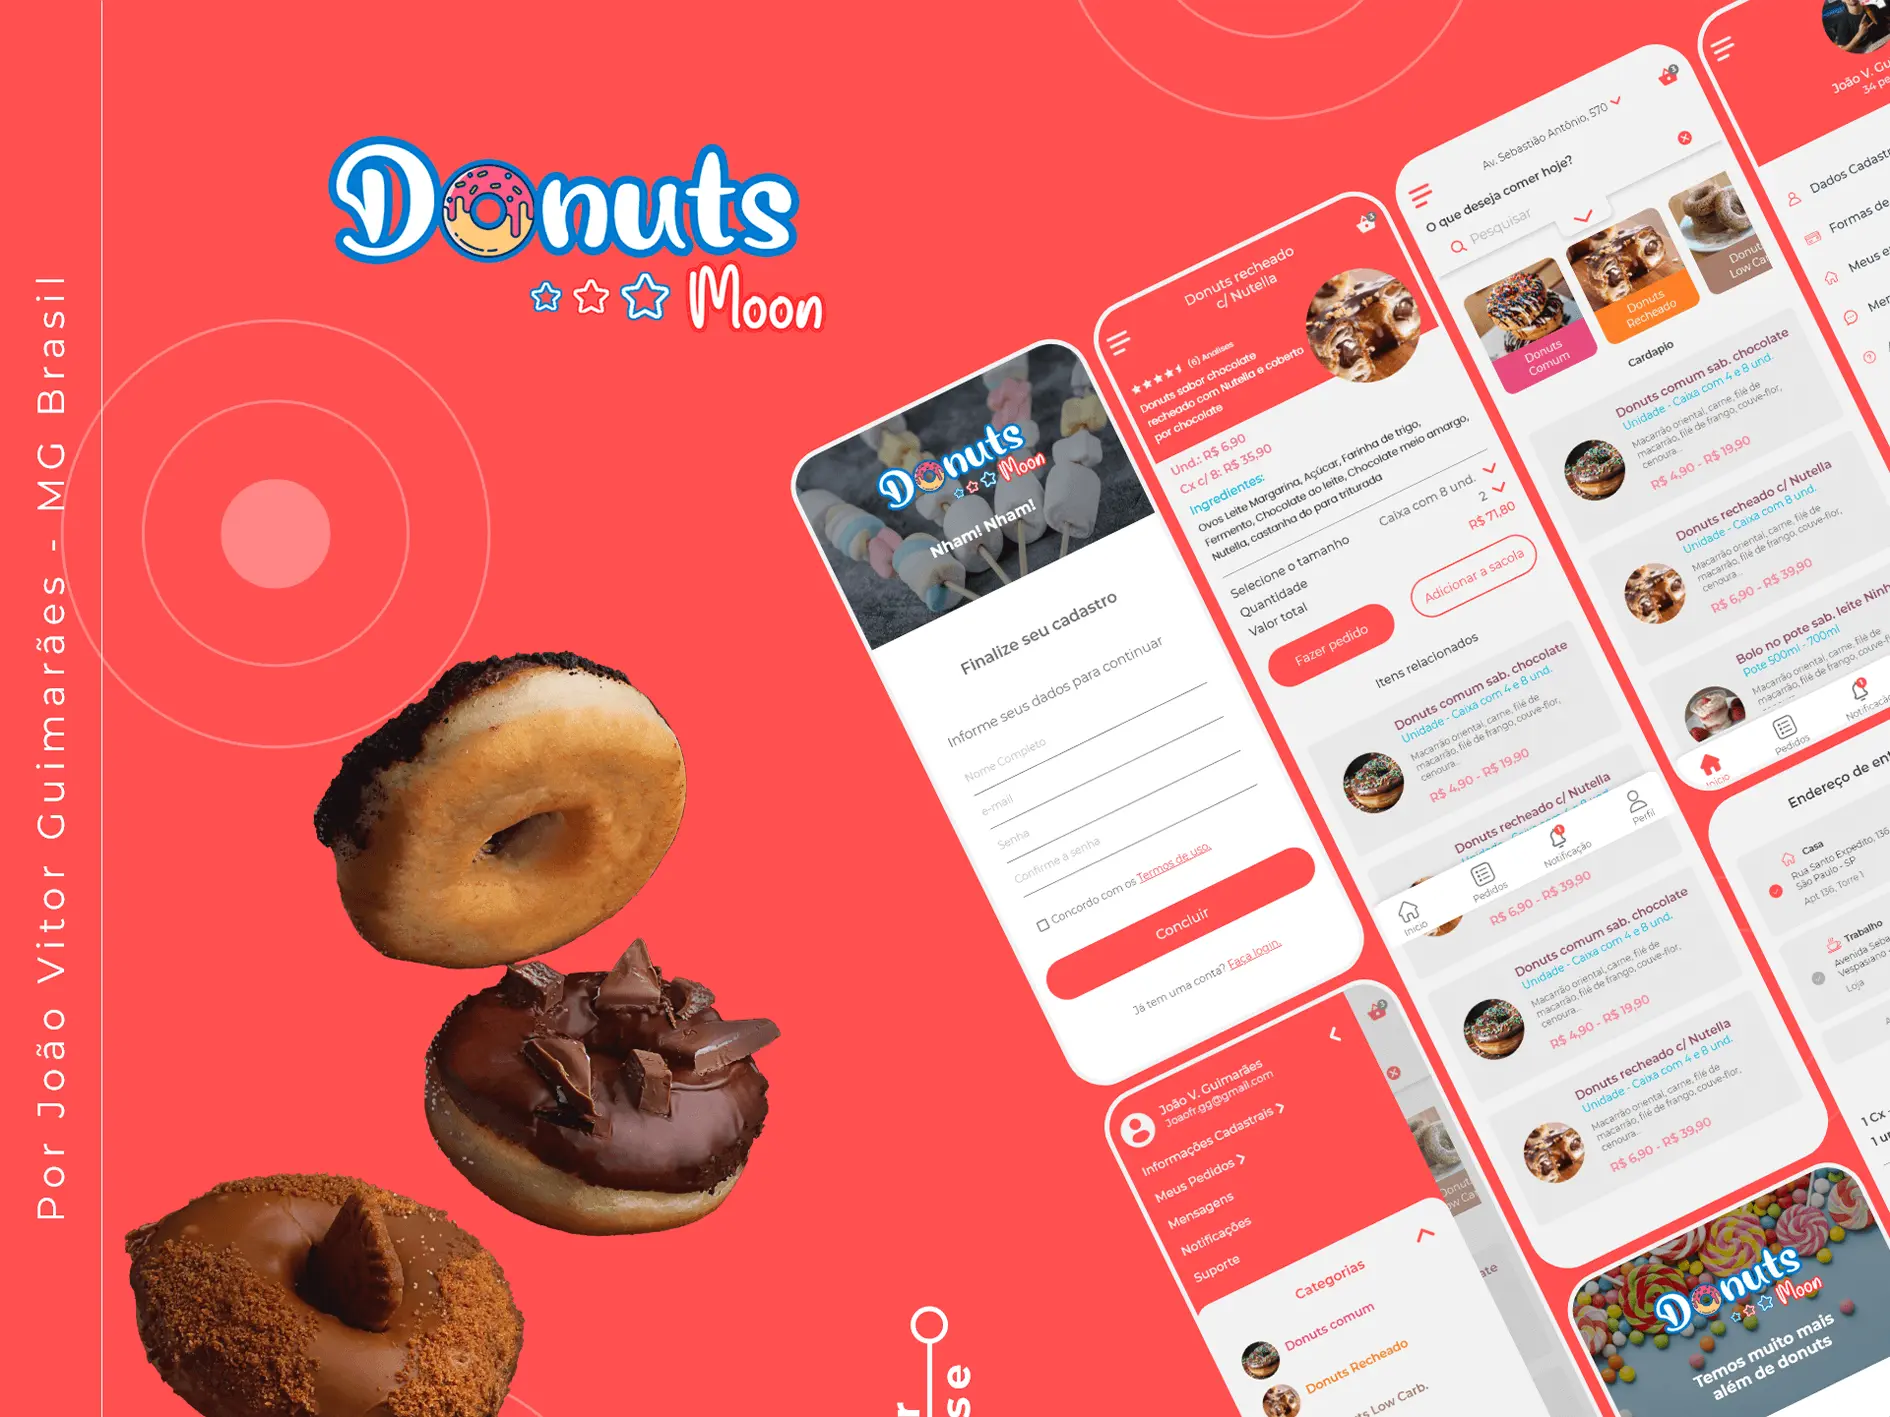 Por João Vitor Guimarães - MG Brasil
Donuts
Moon
Donuts
Moon
Nham! Nham!
Finalize seu cadastro
Informe seus dados para continuar
Nome Completo
e-mail
Senha
Confirme à senha
Concordo com os Termos de uso.
Concluir
Já tem uma conta? Faça login.
3
Donuts recheado
c/ Nutella
(6) Analises
Donuts sabor chocolate
recheado com Nutella e coberto
por chocolate
Und.: R$ 6,90
Cx c/ 8: R$ 35,90
Ingredientes:
Ovos Leite Margarina, Açúcar, Farinha de trigo,
Fermento, Chocolate ao leite, Chocolate meio amargo,
Nutella, castanha do para triturada
Selecione o tamanho
Caixa com 8 und.
Quantidade
2
Valor total
R$ 71,80
Fazer pedido
Adicionar a sacola
Itens relacionados
Donuts comum sab. chocolate
Unidade - Caixa com 4 e 8 und.
Macarrão oriental, carne, filé de
macarrão, filé de frango, couve-flor,
cenoura...
R$ 4,90 - R$ 19,90
Donuts recheado c/ Nutella
R$ 6,90 - R$ 39,90
Inicio
Pedidos
1
Notificação
Perfil
Donuts comum sab. chocolate
Unidade - Caixa com 4 e 8 und.
Macarrão oriental, carne, filé de
macarrão, filé de frango, couve-flor,
cenoura...
R$ 4,90 - R$ 19,90
Donuts recheado c/ Nutella
Unidade - Caixa com 4 e 8 und.
Macarrão oriental, carne, filé de
macarrão, filé de frango, couve-flor,
cenoura...
R$ 6,90 - R$ 39,90
3
Av. Sebastião Antônio, 570
O que deseja comer hoje?
Pesquisar
Donuts
Comum
Donuts
Recheado
Donut
Low Ca
Cardapio
Donuts comum sab. chocolate
Unidade - Caixa com 4 e 8 und.
Macarrão oriental, carne, filé de
macarrão, filé de frango, couve-flor,
cenoura...
R$ 4,90 - R$ 19,90
Donuts recheado c/ Nutella
Unidade - Caixa com 4 e 8 und.
Macarrão oriental, carne, filé de
macarrão, filé de frango, couve-flor,
cenoura...
R$ 6,90 - R$ 39,90
Bolo no pote sab. leite Ninh
Pote 500ml - 700ml
Macarrão oriental, carne, filé de
macarrão, filé de frango, couve-f
Inicio
Pedidos
1
Notificaçã
João V. Gu
34 pe
Dados Cadastr
Formas de
Meus e
Men
Endereço de en
Casa
Rua Santo Expedito, 136
São Paulo - SP
Apt 136, Torre 1
Trabalho
Avenida Seba
Vespasiano
Loja
1 Cx
1 u
3
João V. Guimarães
Joaofr.gg@gmail.com
Informações Cadastrais
Meus Pedidos
Mensagens
Notificações
Suporte
Categorias
Donuts comum
Donuts Recheado
ts Low Carb.
Donut
Low Ca
ate
Donuts
Moon
Temos muito mais
além de donuts
r
se